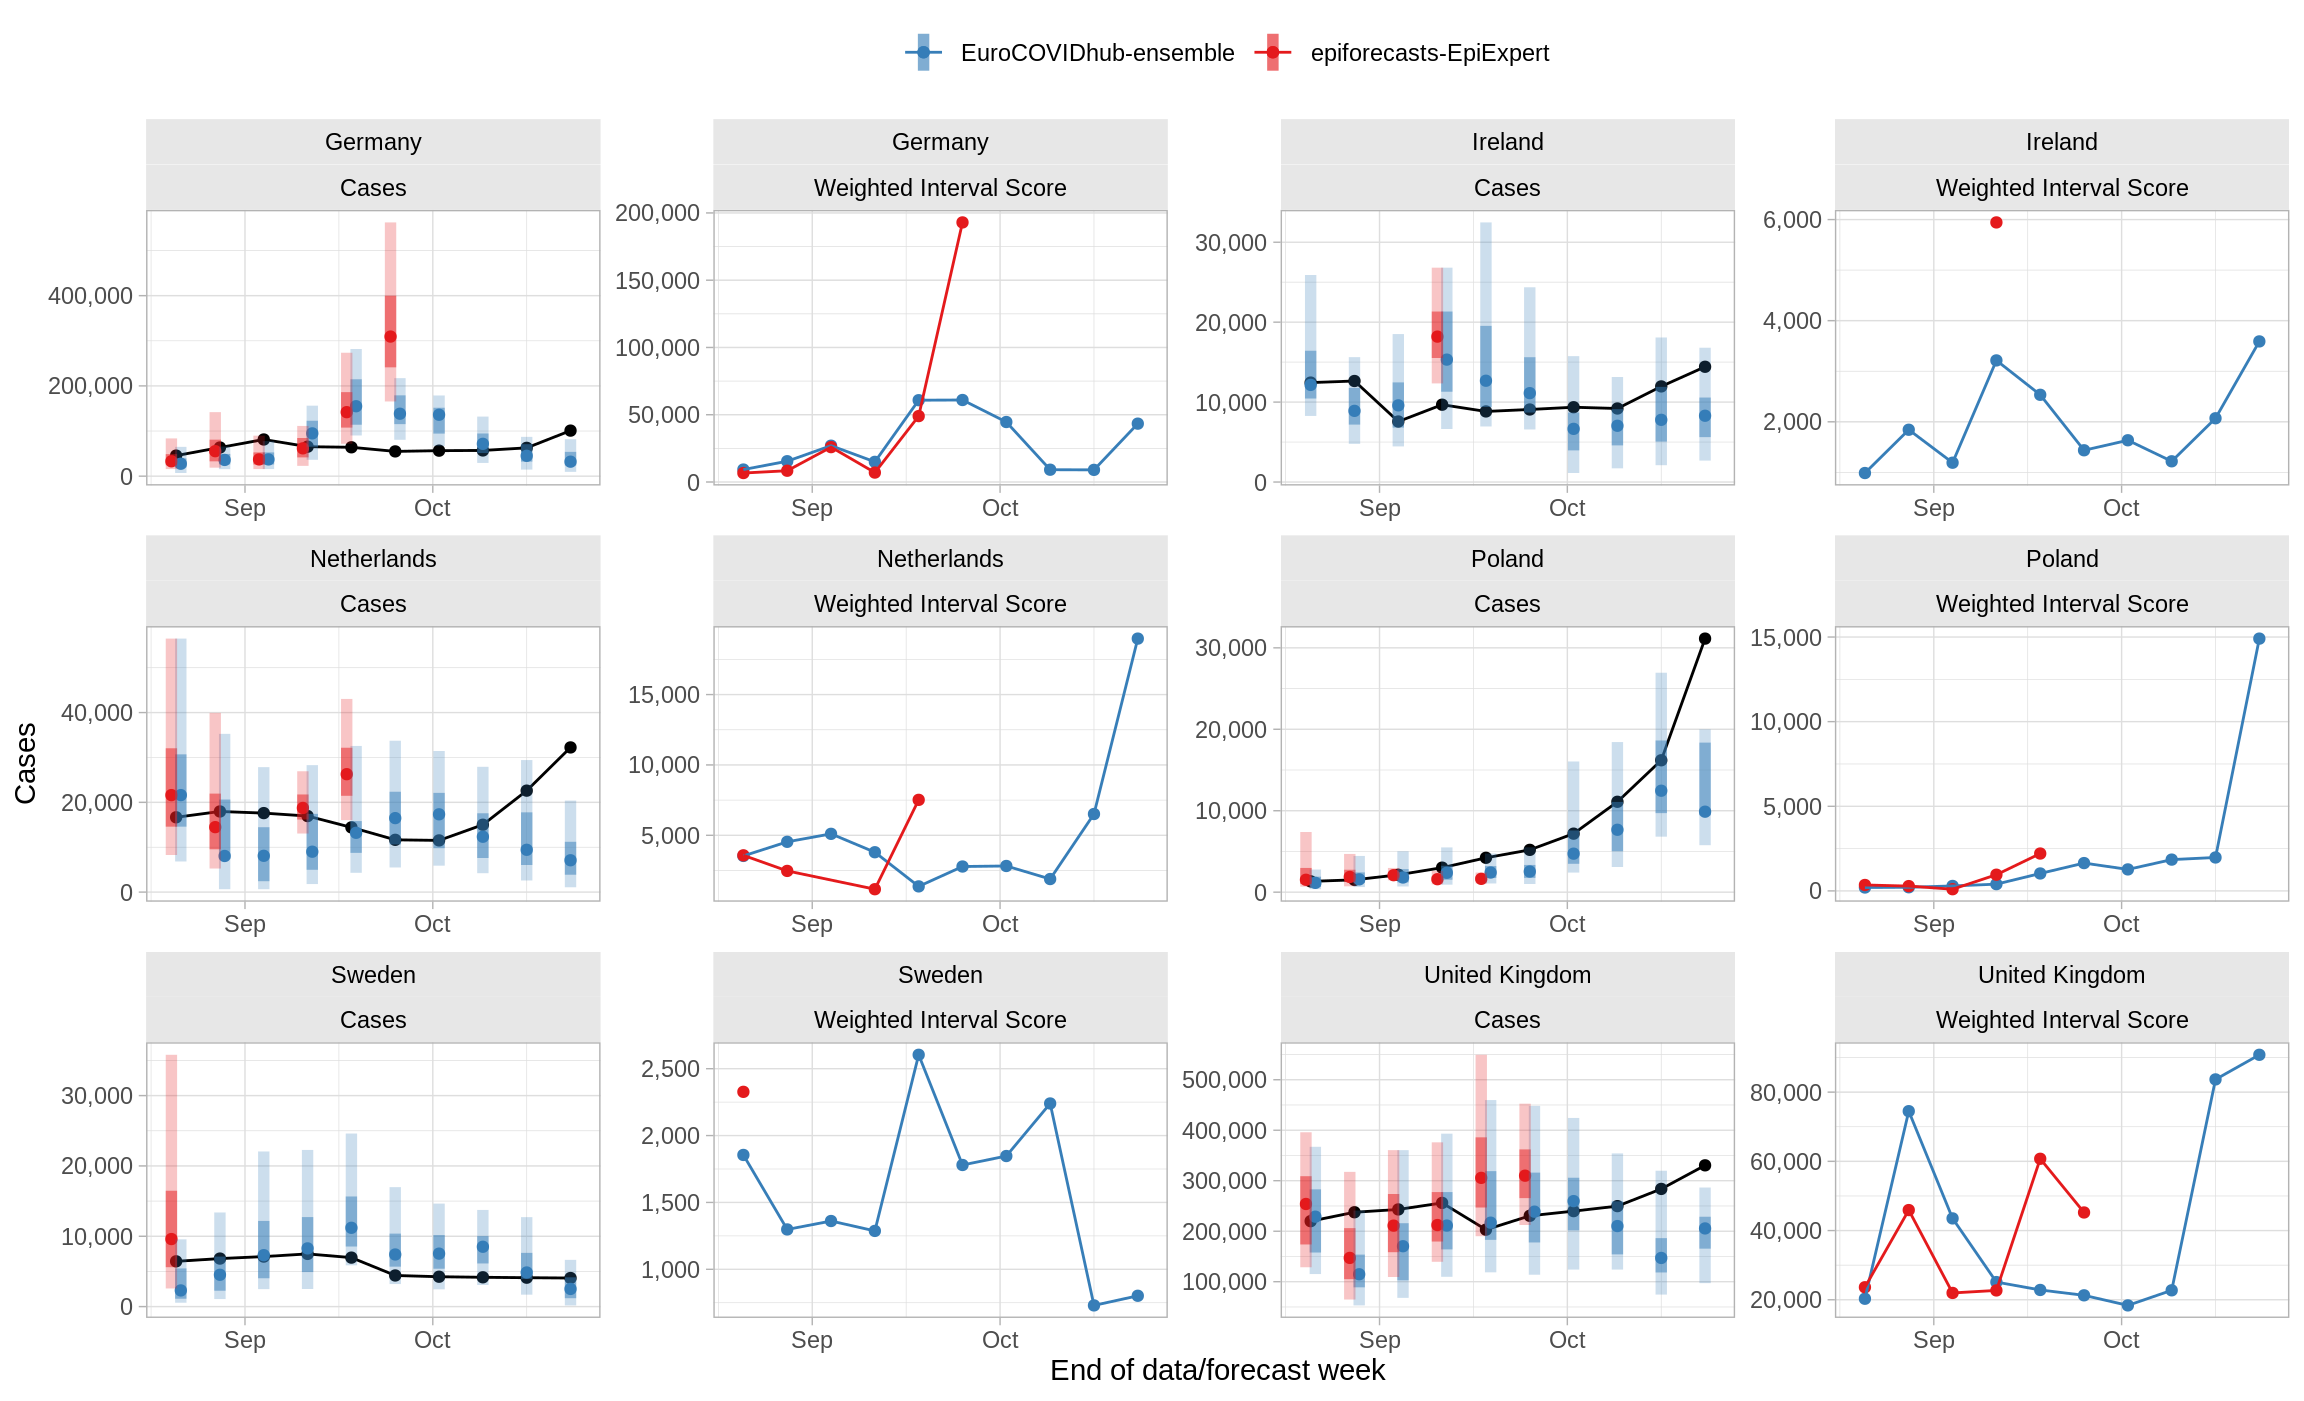 EuroCOVIDhub-ensemble epiforecasts-EpiExpert
Germany Germany Ireland Ireland
Cases Weighted Interval Score Cases Weighted Interval Score
400,000
200,000
0
Sep Oct
200,000
150,000
100,000
50,000
0
Sep Oct
30,000
20,000
10,000
0
Sep Oct
6,000
4,000
2,000
Sep Oct
Netherlands Netherlands Poland Poland
Cases Weighted Interval Score Cases Weighted Interval Score
40,000
20,000
0
Sep Oct
15,000
10,000
5,000
Sep Oct
30,000
20,000
10,000
0
Sep Oct
15,000
10,000
5,000
0
Sep Oct
Sweden Sweden United Kingdom United Kingdom
Cases Weighted Interval Score Cases Weighted Interval Score
30,000
20,000
10,000
0
Sep Oct
2,500
2,000
1,500
1,000
Sep Oct
500,000
400,000
300,000
200,000
100,000
Sep Oct
80,000
60,000
40,000
20,000
Sep Oct
Cases
End of data/forecast week